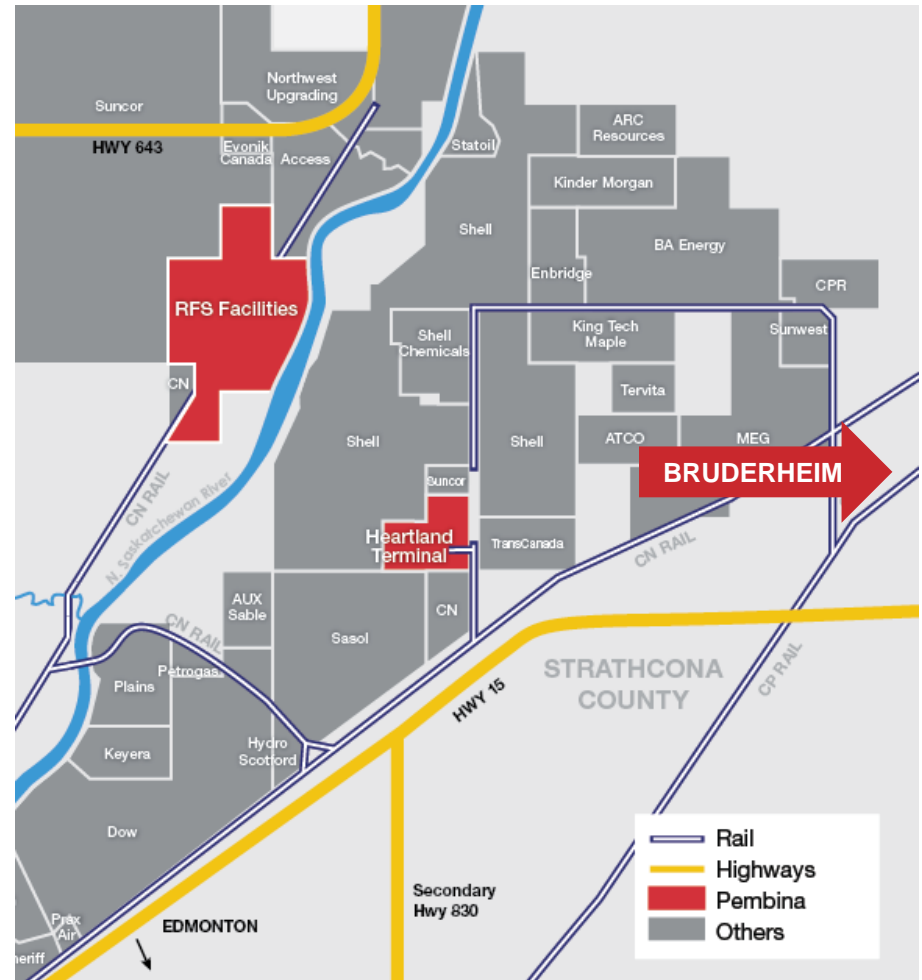 Northwest
Upgrading
Suncor
HWY 643
Evonik
Canada
Access
Statoil
ARC
Resources
Kinder Morgan
Shell
BA Energy
Enbridge
CPR
RFS Facilities
Shell
Chemicals
King Tech
Maple
Sunwest
CN
Tervita
Shell
Shell
ATCO
MEG
BRUDERHEIM
Suncor
CN RAIL
N. Saskatchewan River
Heartland
Terminal
TransCanada
CN RAIL
AUX
Sable
CN
CN RAIL
Sasol
Petrogas
Plains
STRATHCONA
COUNTY
CP RAIL
HWY 15
Keyera
Hydro
Scotford
Dow
Rail
Highways
Pembina
Others
Secondary
Hwy 830
Prax
Air
EDMONTON
heriff